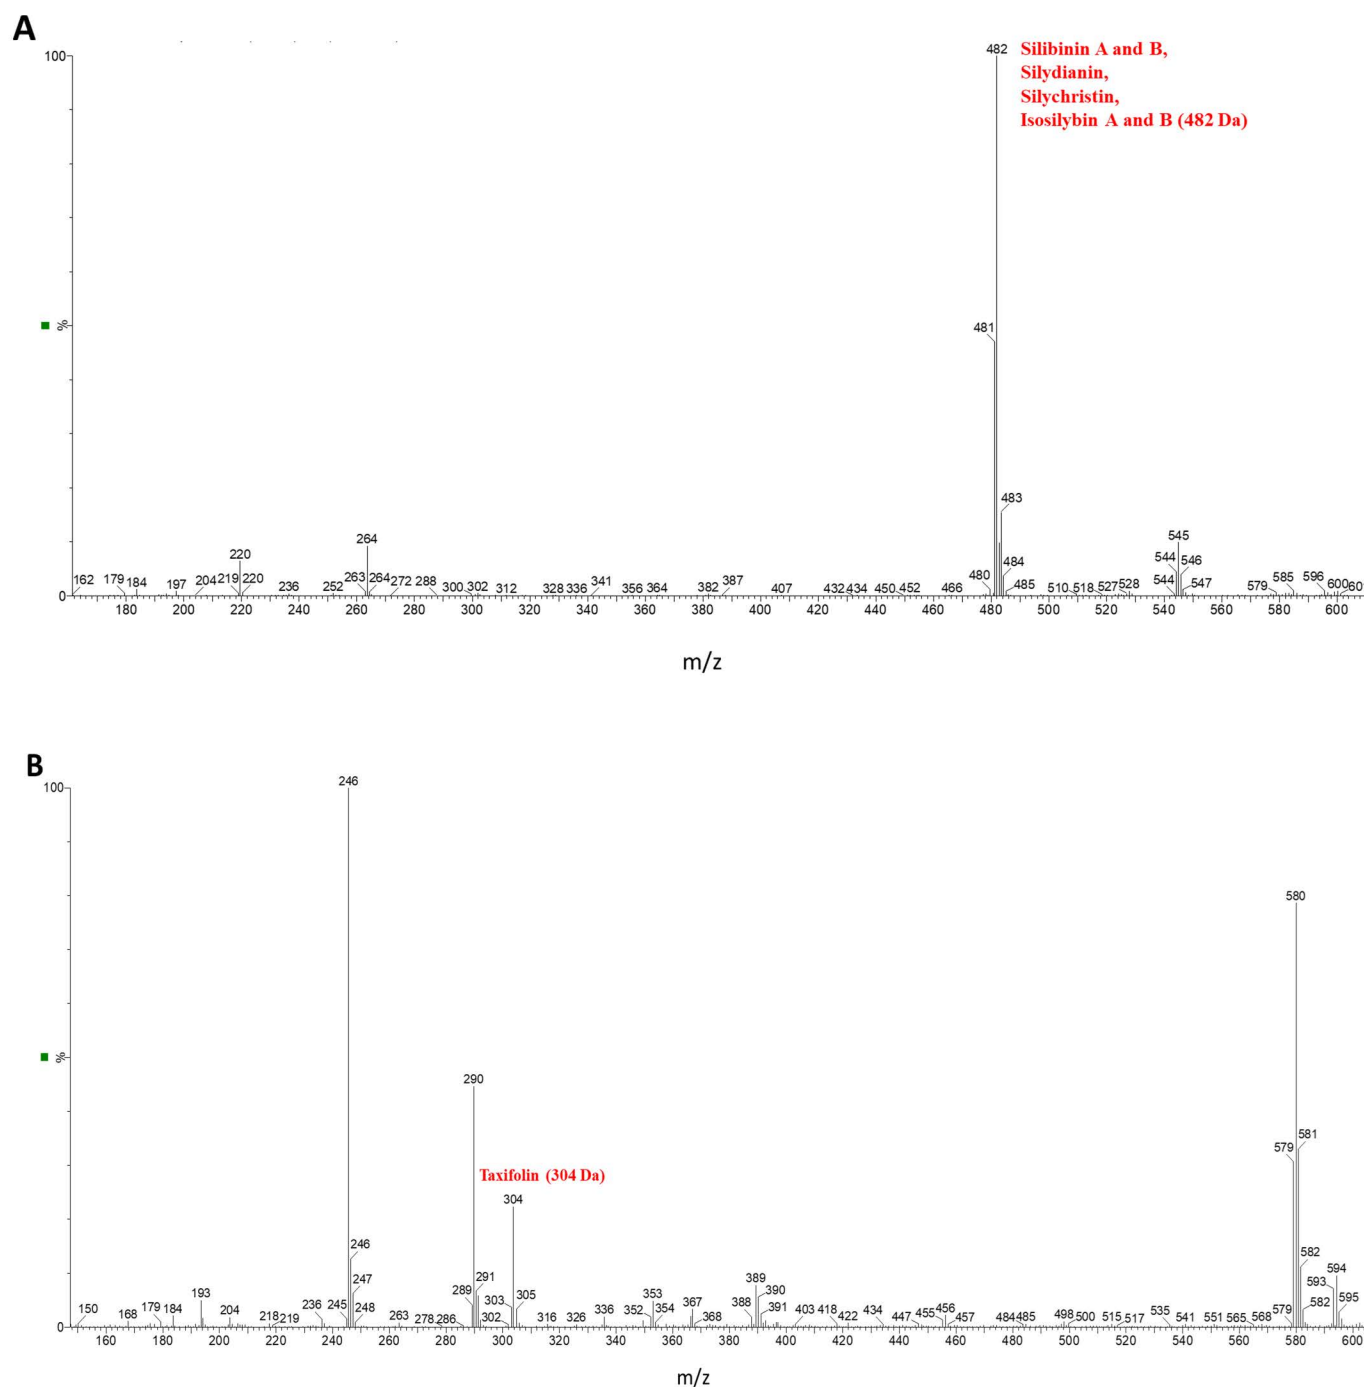 A
100
482
Silibinin A and B,
Silydianin,
Silychristin,
Isosilybin A and B (482 Da)
481
%
483
545
264
544
546
220
162 179 184 197 204 219 220 236 252 263 264 272 288 300 302 312 328 336 341 356 364 382 387 407 432 434 450 452 466 480 484 485 510 518 527 528 544 547 579 585 596 600 601
0
180 200 220 240 260 280 300 320 340 360 380 400 420 440 460 480 500 520 540 560 580 600
m/z
B
100
246
580
%
290
579 581
Taxifolin (304 Da)
304
246
582
291 389 594
193 247 289 303 305 353 367 390 593
150 168 179 184 204 218 219 236 245 248 263 278 286 302 316 326 336 352 354 368 388 391 403 418 422 434 447 455 456 457 484 485 498 500 515 517 535 541 551 565 568 579 582 595
0
160 180 200 220 240 260 280 300 320 340 360 380 400 420 440 460 480 500 520 540 560 580 600
m/z